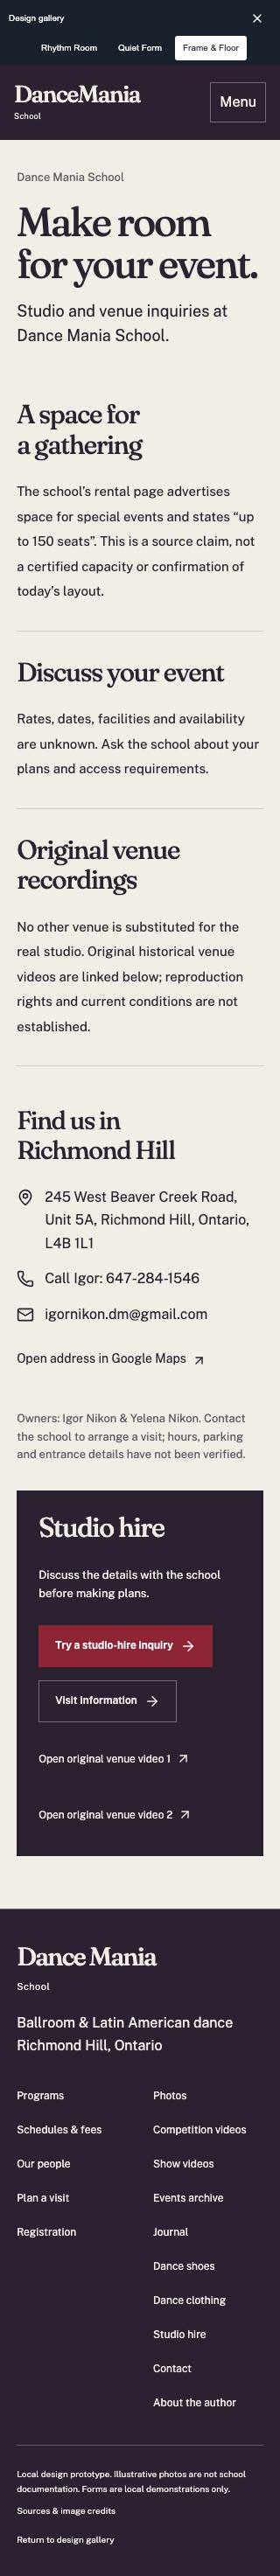 Design gallery
Rhythm Room Quiet Form Frame & Floor
DanceMania
School
Menu
Dance Mania School
Make room
for your event.
Studio and venue inquiries at
Dance Mania School.
A space for
a gathering
The school's rental page advertises
space for special events and states “up
to 150 seats”. This is a source claim, not
a certified capacity or confirmation of
today's layout.
Discuss your event
Rates, dates, facilities and availability
are unknown. Ask the school about your
plans and access requirements.
Original venue
recordings
No other venue is substituted for the
real studio. Original historical venue
videos are linked below; reproduction
rights and current conditions are not
established.
Find us in
Richmond Hill
245 West Beaver Creek Road,
Unit 5A, Richmond Hill, Ontario,
L4B 1L1
Call Igor: 647-284-1546
igornikon.dm@gmail.com
Open address in Google Maps
Owners: Igor Nikon & Yelena Nikon. Contact
the school to arrange a visit; hours, parking
and entrance details have not been verified.
Studio hire
Discuss the details with the school
before making plans.
Try a studio-hire inquiry
Visit information
Open original venue video 1
Open original venue video 2
Dance Mania
School
Ballroom & Latin American dance
Richmond Hill, Ontario
Programs
Schedules & fees
Our people
Plan a visit
Registration
Photos
Competition videos
Show videos
Events archive
Journal
Dance shoes
Dance clothing
Studio hire
Contact
About the author
Local design prototype. Illustrative photos are not school
documentation. Forms are local demonstrations only.
Sources & image credits
Return to design gallery